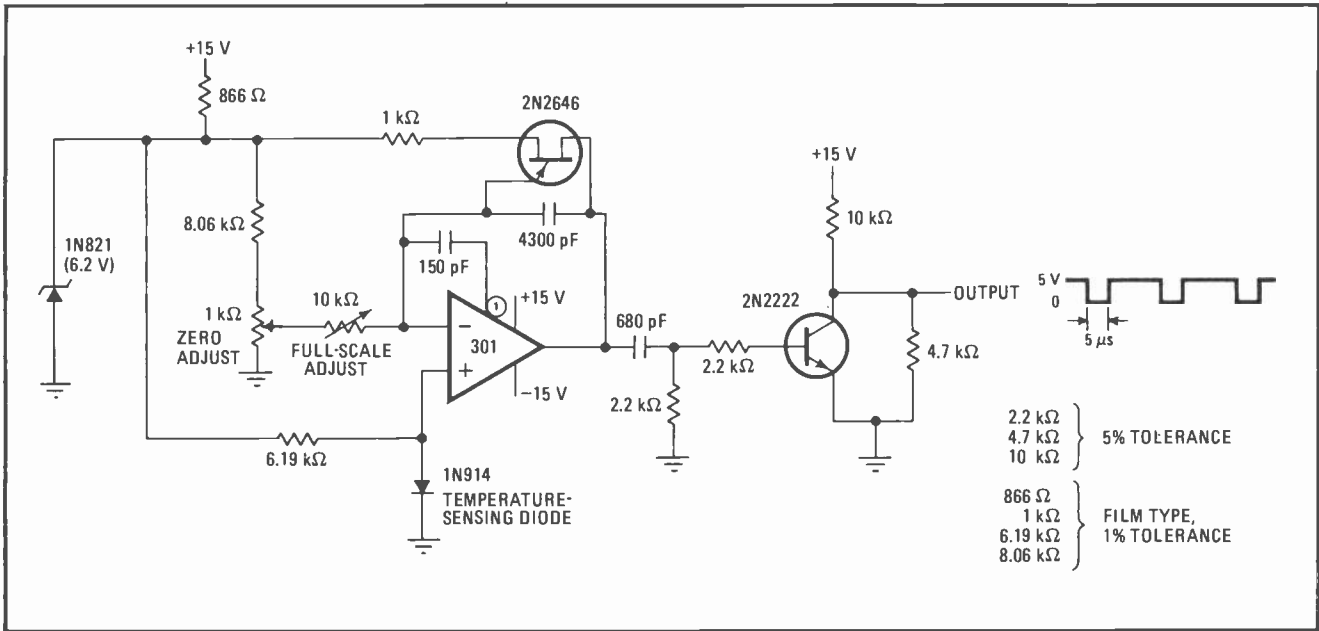 +15 V
866 Ω
2N2646
1 kΩ
+15 V
8.06 kΩ
4300 pF
10 kΩ
1N821
(6.2 V)
150 pF
10 kΩ
+15 V
1
2N2222
OUTPUT
5 V
0
1 kΩ
ZERO
ADJUST
FULL-SCALE
ADJUST
−
301
+
680 pF
5 µs
2.2 kΩ
4.7 kΩ
−15 V
2.2 kΩ
6.19 kΩ
2.2 kΩ
4.7 kΩ
10 kΩ
5% TOLERANCE
1N914
TEMPERATURE-
SENSING DIODE
866 Ω
1 kΩ
6.19 kΩ
8.06 kΩ
FILM TYPE,
1% TOLERANCE